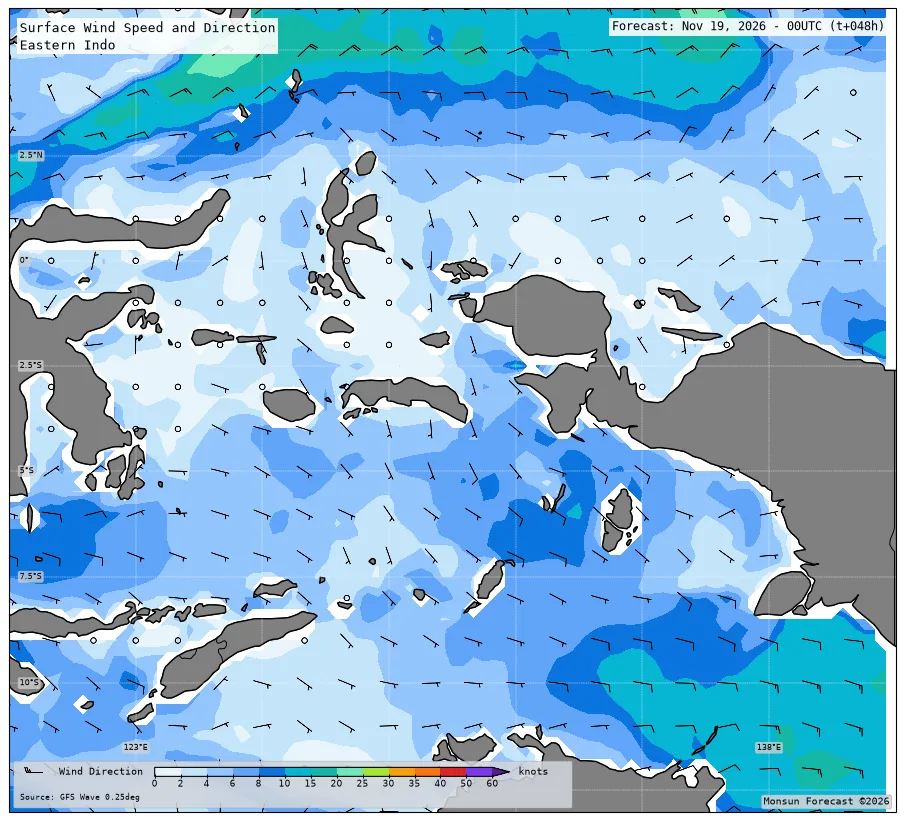 Surface Wind Speed and Direction
Eastern Indo
Forecast: Nov 19, 2026 - 00UTC (t+048h)
2.5°N
0°
2.5°S
5°S
7.5°S
10°S
123°E
138°E
Wind Direction
knots
0 2 4 6 8 10 15 20 25 30 35 40 50 60
Source: GFS Wave 0.25deg
Monsun Forecast ©2026